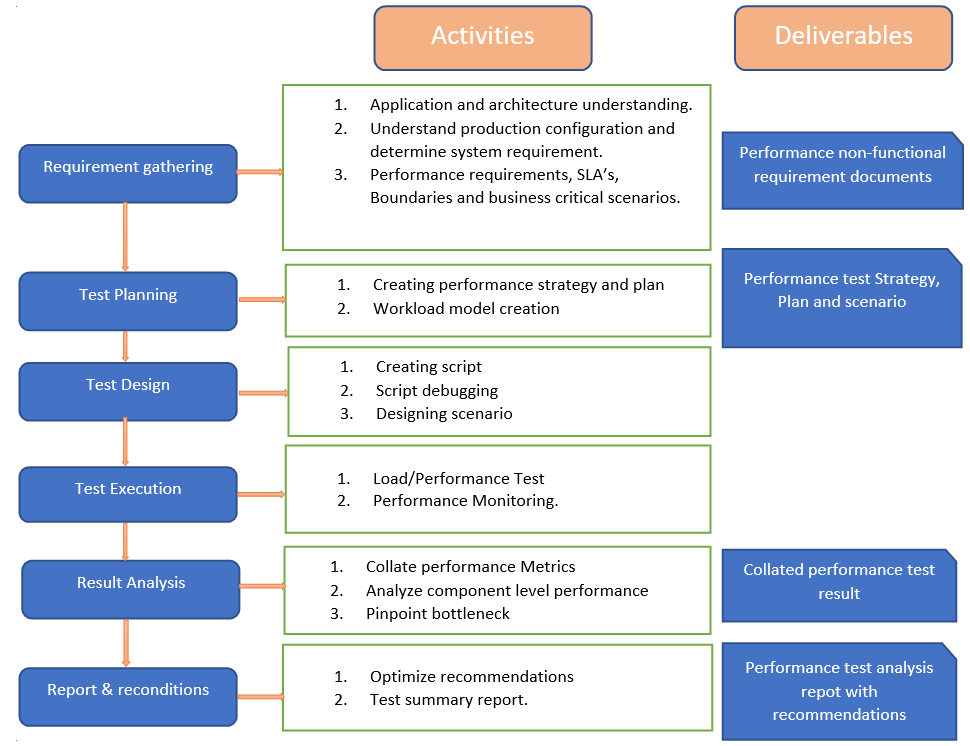 Activities
Deliverables
Requirement gathering
1. Application and architecture understanding.
2. Understand production configuration and
determine system requirement.
3. Performance requirements, SLA’s,
Boundaries and business critical scenarios.
Performance non-functional
requirement documents
Test Planning
1. Creating performance strategy and plan
2. Workload model creation
Performance test Strategy,
Plan and scenario
Test Design
1. Creating script
2. Script debugging
3. Designing scenario
Test Execution
1. Load/Performance Test
2. Performance Monitoring.
Result Analysis
1. Collate performance Metrics
2. Analyze component level performance
3. Pinpoint bottleneck
Collated performance test
result
Report & reconditions
1. Optimize recommendations
2. Test summary report.
Performance test analysis
repot with
recommendations